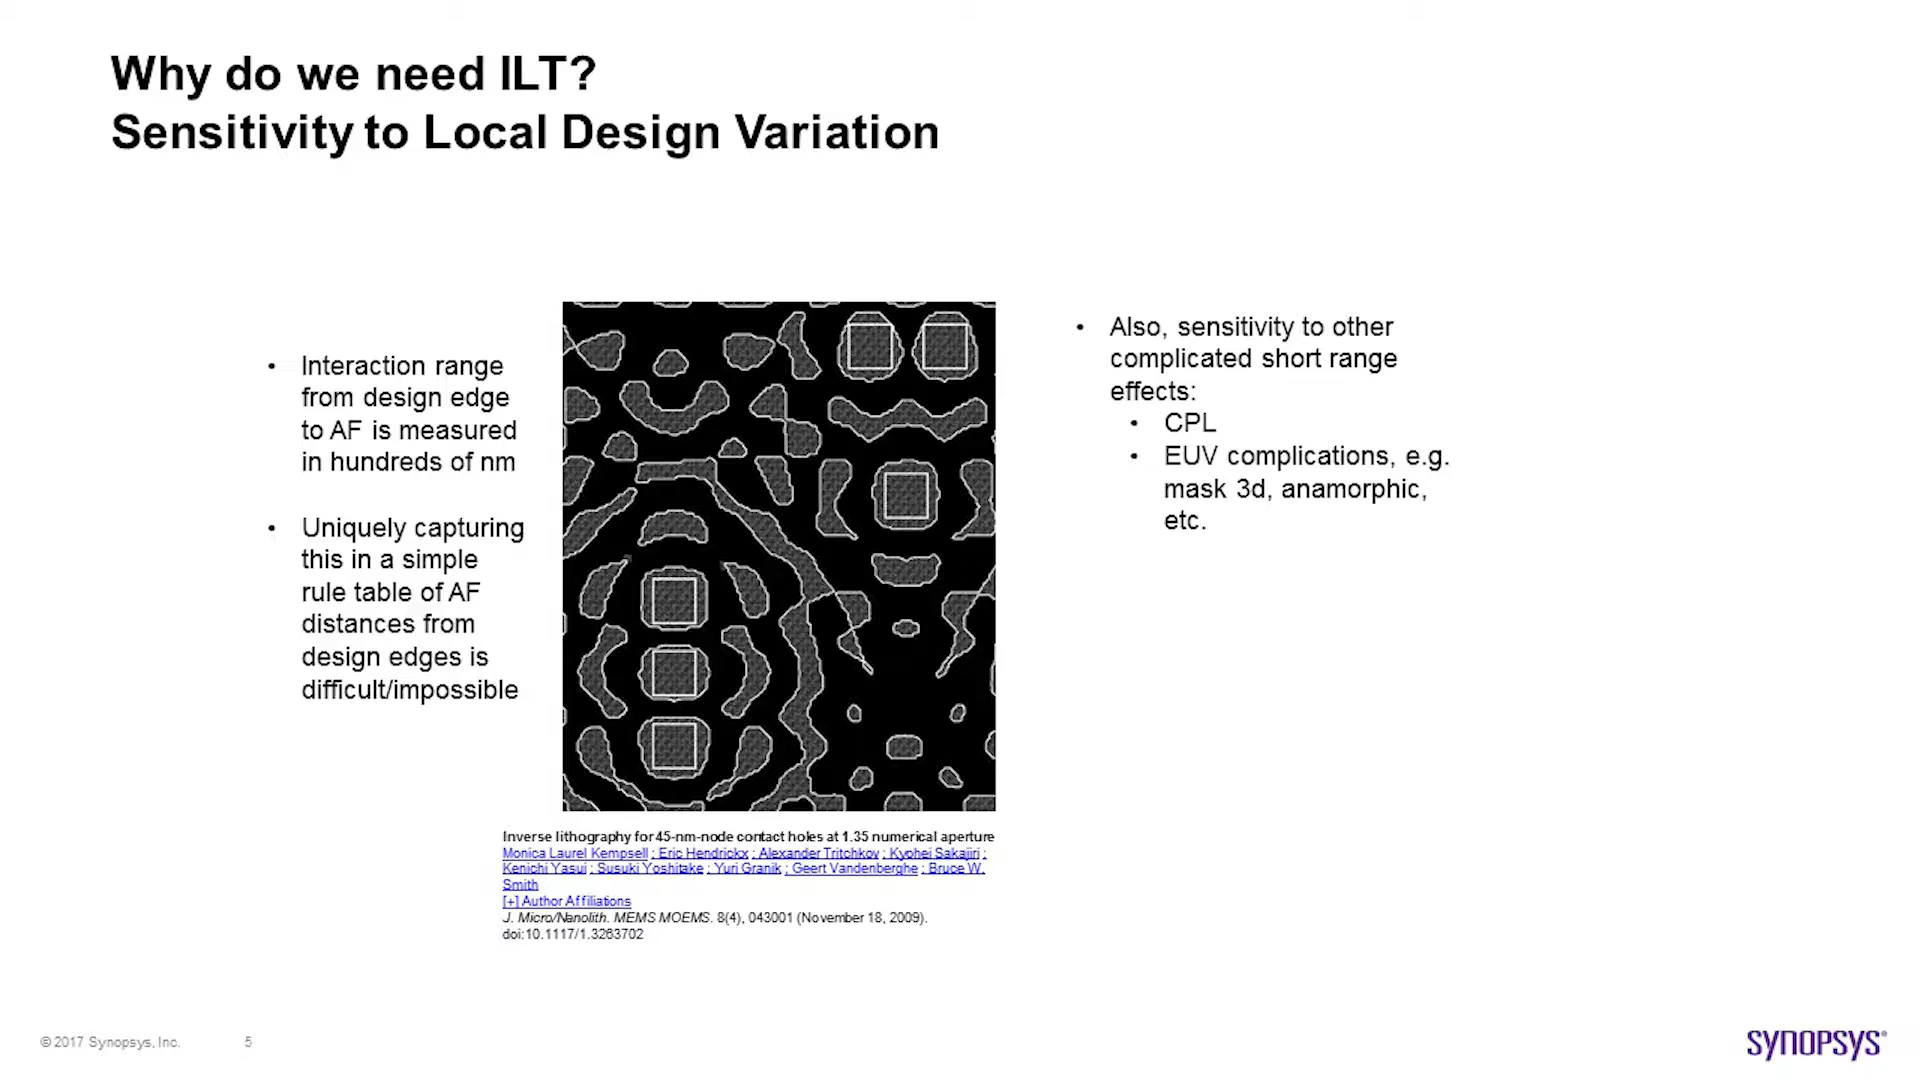 Why do we need ILT?
Sensitivity to Local Design Variation
• Interaction range
from design edge
to AF is measured
in hundreds of nm
• Uniquely capturing
this in a simple
rule table of AF
distances from
design edges is
difficult/impossible
• Also, sensitivity to other
complicated short range
effects:
• CPL
• EUV complications, e.g.
mask 3d, anamorphic,
etc.
Inverse lithography for 45-nm-node contact holes at 1.35 numerical aperture
Monica Laurel Kempsell ; Eric Hendrickx ; Alexander Tritchkov ; Kyohei Sakajiri ;
Kenichi Yasui ; Susuki Yoshitake ; Yuri Granik ; Geert Vandenberghe ; Bruce W.
Smith
[+] Author Affiliations
J. Micro/Nanolith. MEMS MOEMS. 8(4), 043001 (November 18, 2009).
doi:10.1117/1.3263702
© 2017 Synopsys, Inc. 5
SYNOPSYS®